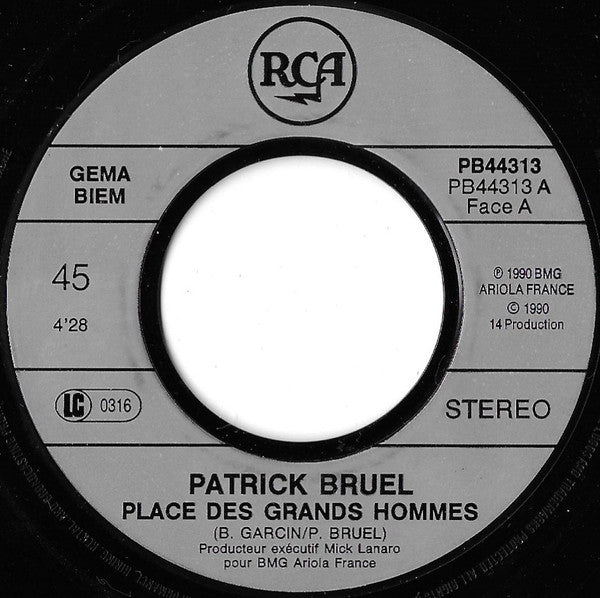 RCA
GEMA
BIEM
PB44313
PB44313 A
Face A
45
4'28
℗ 1990 BMG
ARIOLA FRANCE
© 1990
14 Production
LC 0316
STEREO
PATRICK BRUEL
PLACE DES GRANDS HOMMES
(B. GARCIN/P. BRUEL)
Producteur exécutif Mick Lanaro
pour BMG Ariola France